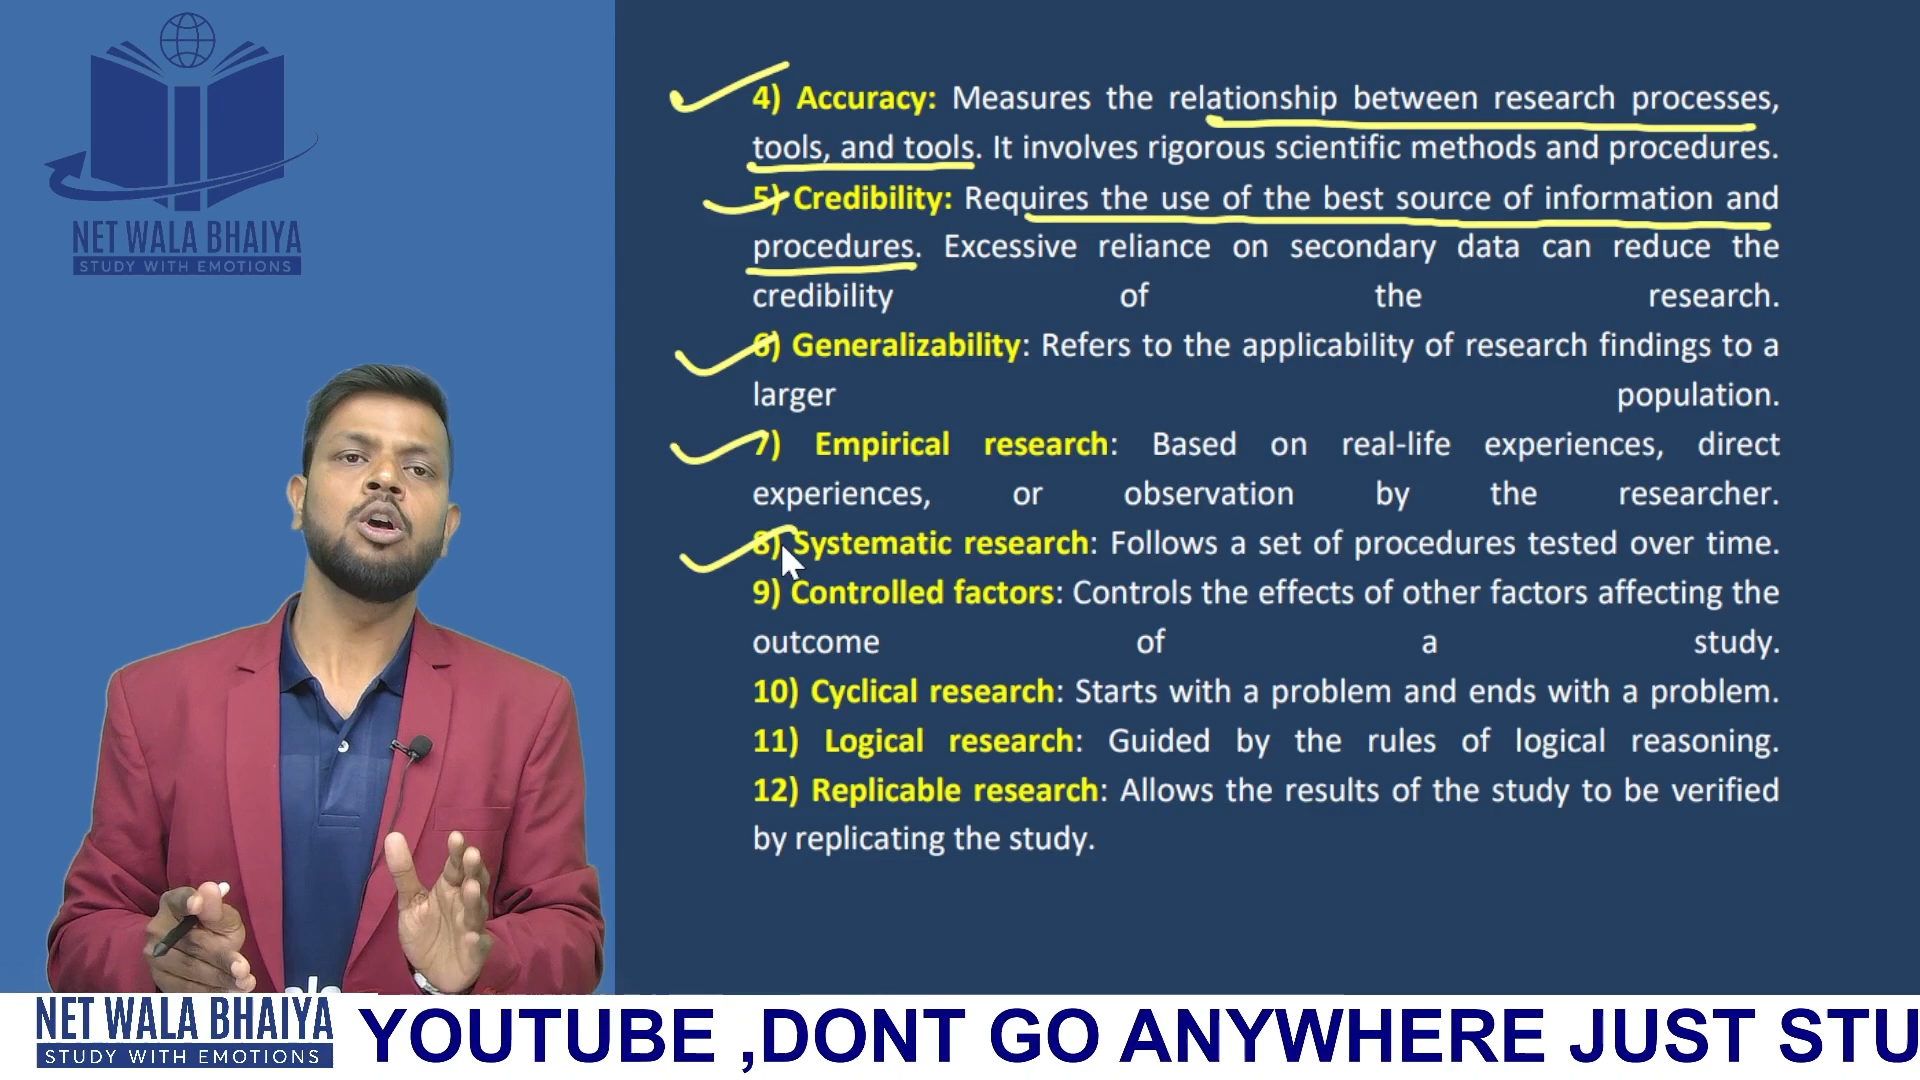 NET WALA BHAIYA
STUDY WITH EMOTIONS
4) Accuracy: Measures the relationship between research processes,
tools, and tools. It involves rigorous scientific methods and procedures.
5) Credibility: Requires the use of the best source of information and
procedures. Excessive reliance on secondary data can reduce the
credibility of the research.
6) Generalizability: Refers to the applicability of research findings to a
larger population.
7) Empirical research: Based on real-life experiences, direct
experiences, or observation by the researcher.
8) Systematic research: Follows a set of procedures tested over time.
9) Controlled factors: Controls the effects of other factors affecting the
outcome of a study.
10) Cyclical research: Starts with a problem and ends with a problem.
11) Logical research: Guided by the rules of logical reasoning.
12) Replicable research: Allows the results of the study to be verified
by replicating the study.
NET WALA BHAIYA
STUDY WITH EMOTIONS
YOUTUBE ,DONT GO ANYWHERE JUST STU